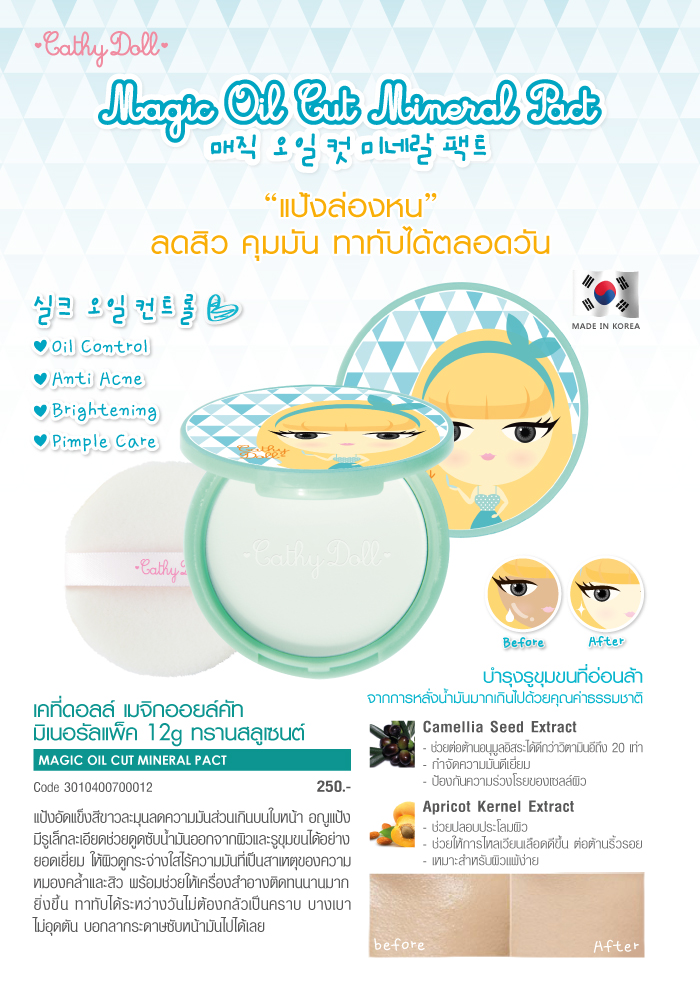 Cathy Doll
Magic Oil Cut Mineral Pact
매직 오일 컷 미네랄 팩트
“แป้งล่องหน”
ลดสิว คุมมัน ทาทับได้ตลอดวัน
MADE IN KOREA
실크 오일 컨트롤
Oil Control
Anti Acne
Brightening
Pimple Care
Cathy Doll
Cathy Doll
Cathy Doll
Before
After
บำรุงรูขุมขนที่อ่อนล้า
จากการหลั่งน้ำมันมากเกินไปด้วยคุณค่าธรรมชาติ
เคที่ดอลล์ เมจิกออยล์คัท
มิเนอรัลแพ็ค 12g ทรานสลูเซนต์
MAGIC OIL CUT MINERAL PACT
Code 3010400700012 250.-
แป้งอัดแข็งสีขาวละมุนลดความมันส่วนเกินบนใบหน้า อณูแป้ง
มีรูเล็กละเอียดช่วยดูดซับน้ำมันออกจากผิวและรูขุมขนได้อย่าง
ยอดเยี่ยม ให้ผิวดูกระจ่างใสไร้ความมันที่เป็นสาเหตุของความ
หมองคล้ำและสิว พร้อมช่วยให้เครื่องสำอางติดทนนานมาก
ยิ่งขึ้น ทาทับได้ระหว่างวันไม่ต้องกลัวเป็นคราบ บางเบา
ไม่อุดตัน บอกลากระดาษซับหน้ามันไปได้เลย
Camellia Seed Extract
- ช่วยต่อต้านอนุมูลอิสระได้ดีกว่าวิตามินอีถึง 20 เท่า
- กำจัดความมันดีเยี่ยม
- ป้องกันความร่วงโรยของเซลล์ผิว
Apricot Kernel Extract
- ช่วยปลอบประโลมผิว
- ช่วยให้การไหลเวียนเลือดดีขึ้น ต่อต้านริ้วรอย
- เหมาะสำหรับผิวแพ้ง่าย
before
After